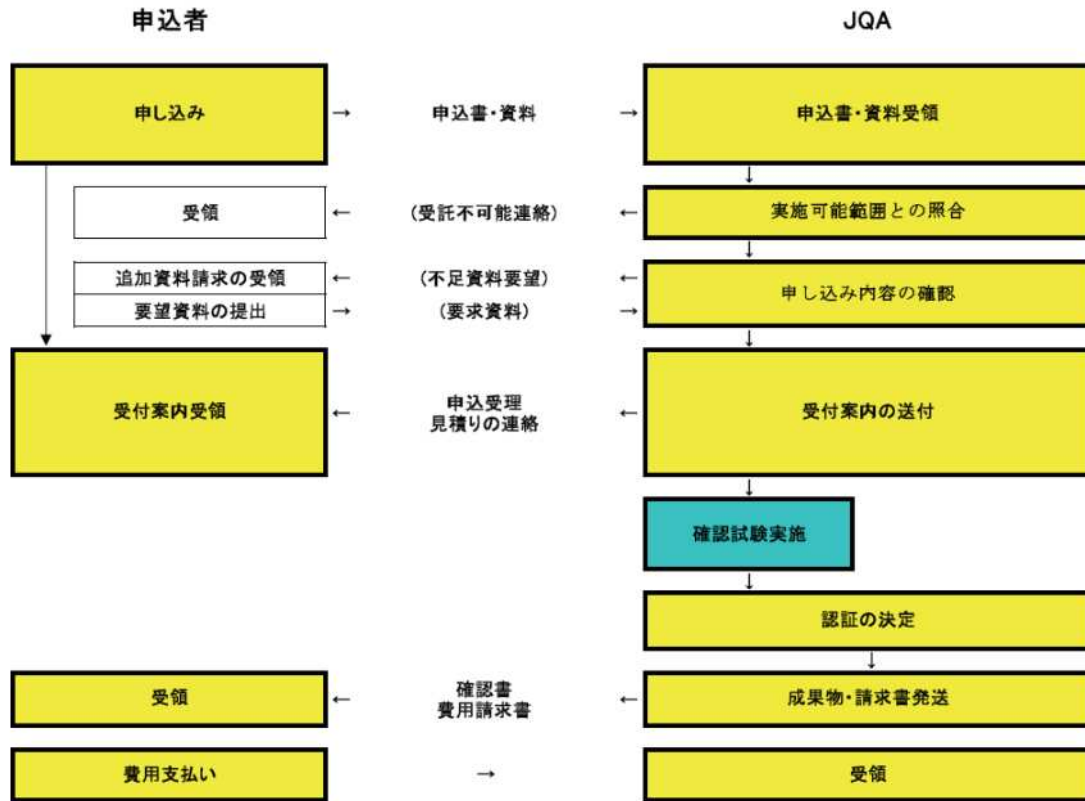 申込者
JQA
申し込み
→
申込書・資料
→
申込書・資料受領
↓
受領
←
(受託不可能連絡)
←
実施可能範囲との照合
↓
追加資料請求の受領
←
(不足資料要望)
←
申し込み内容の確認
要望資料の提出
→
(要求資料)
→
↓
受付案内受領
←
申込受理
見積りの連絡
←
受付案内の送付
↓
確認試験実施
↓
認証の決定
↓
受領
←
確認書
費用請求書
←
成果物・請求書発送
費用支払い
→
受領